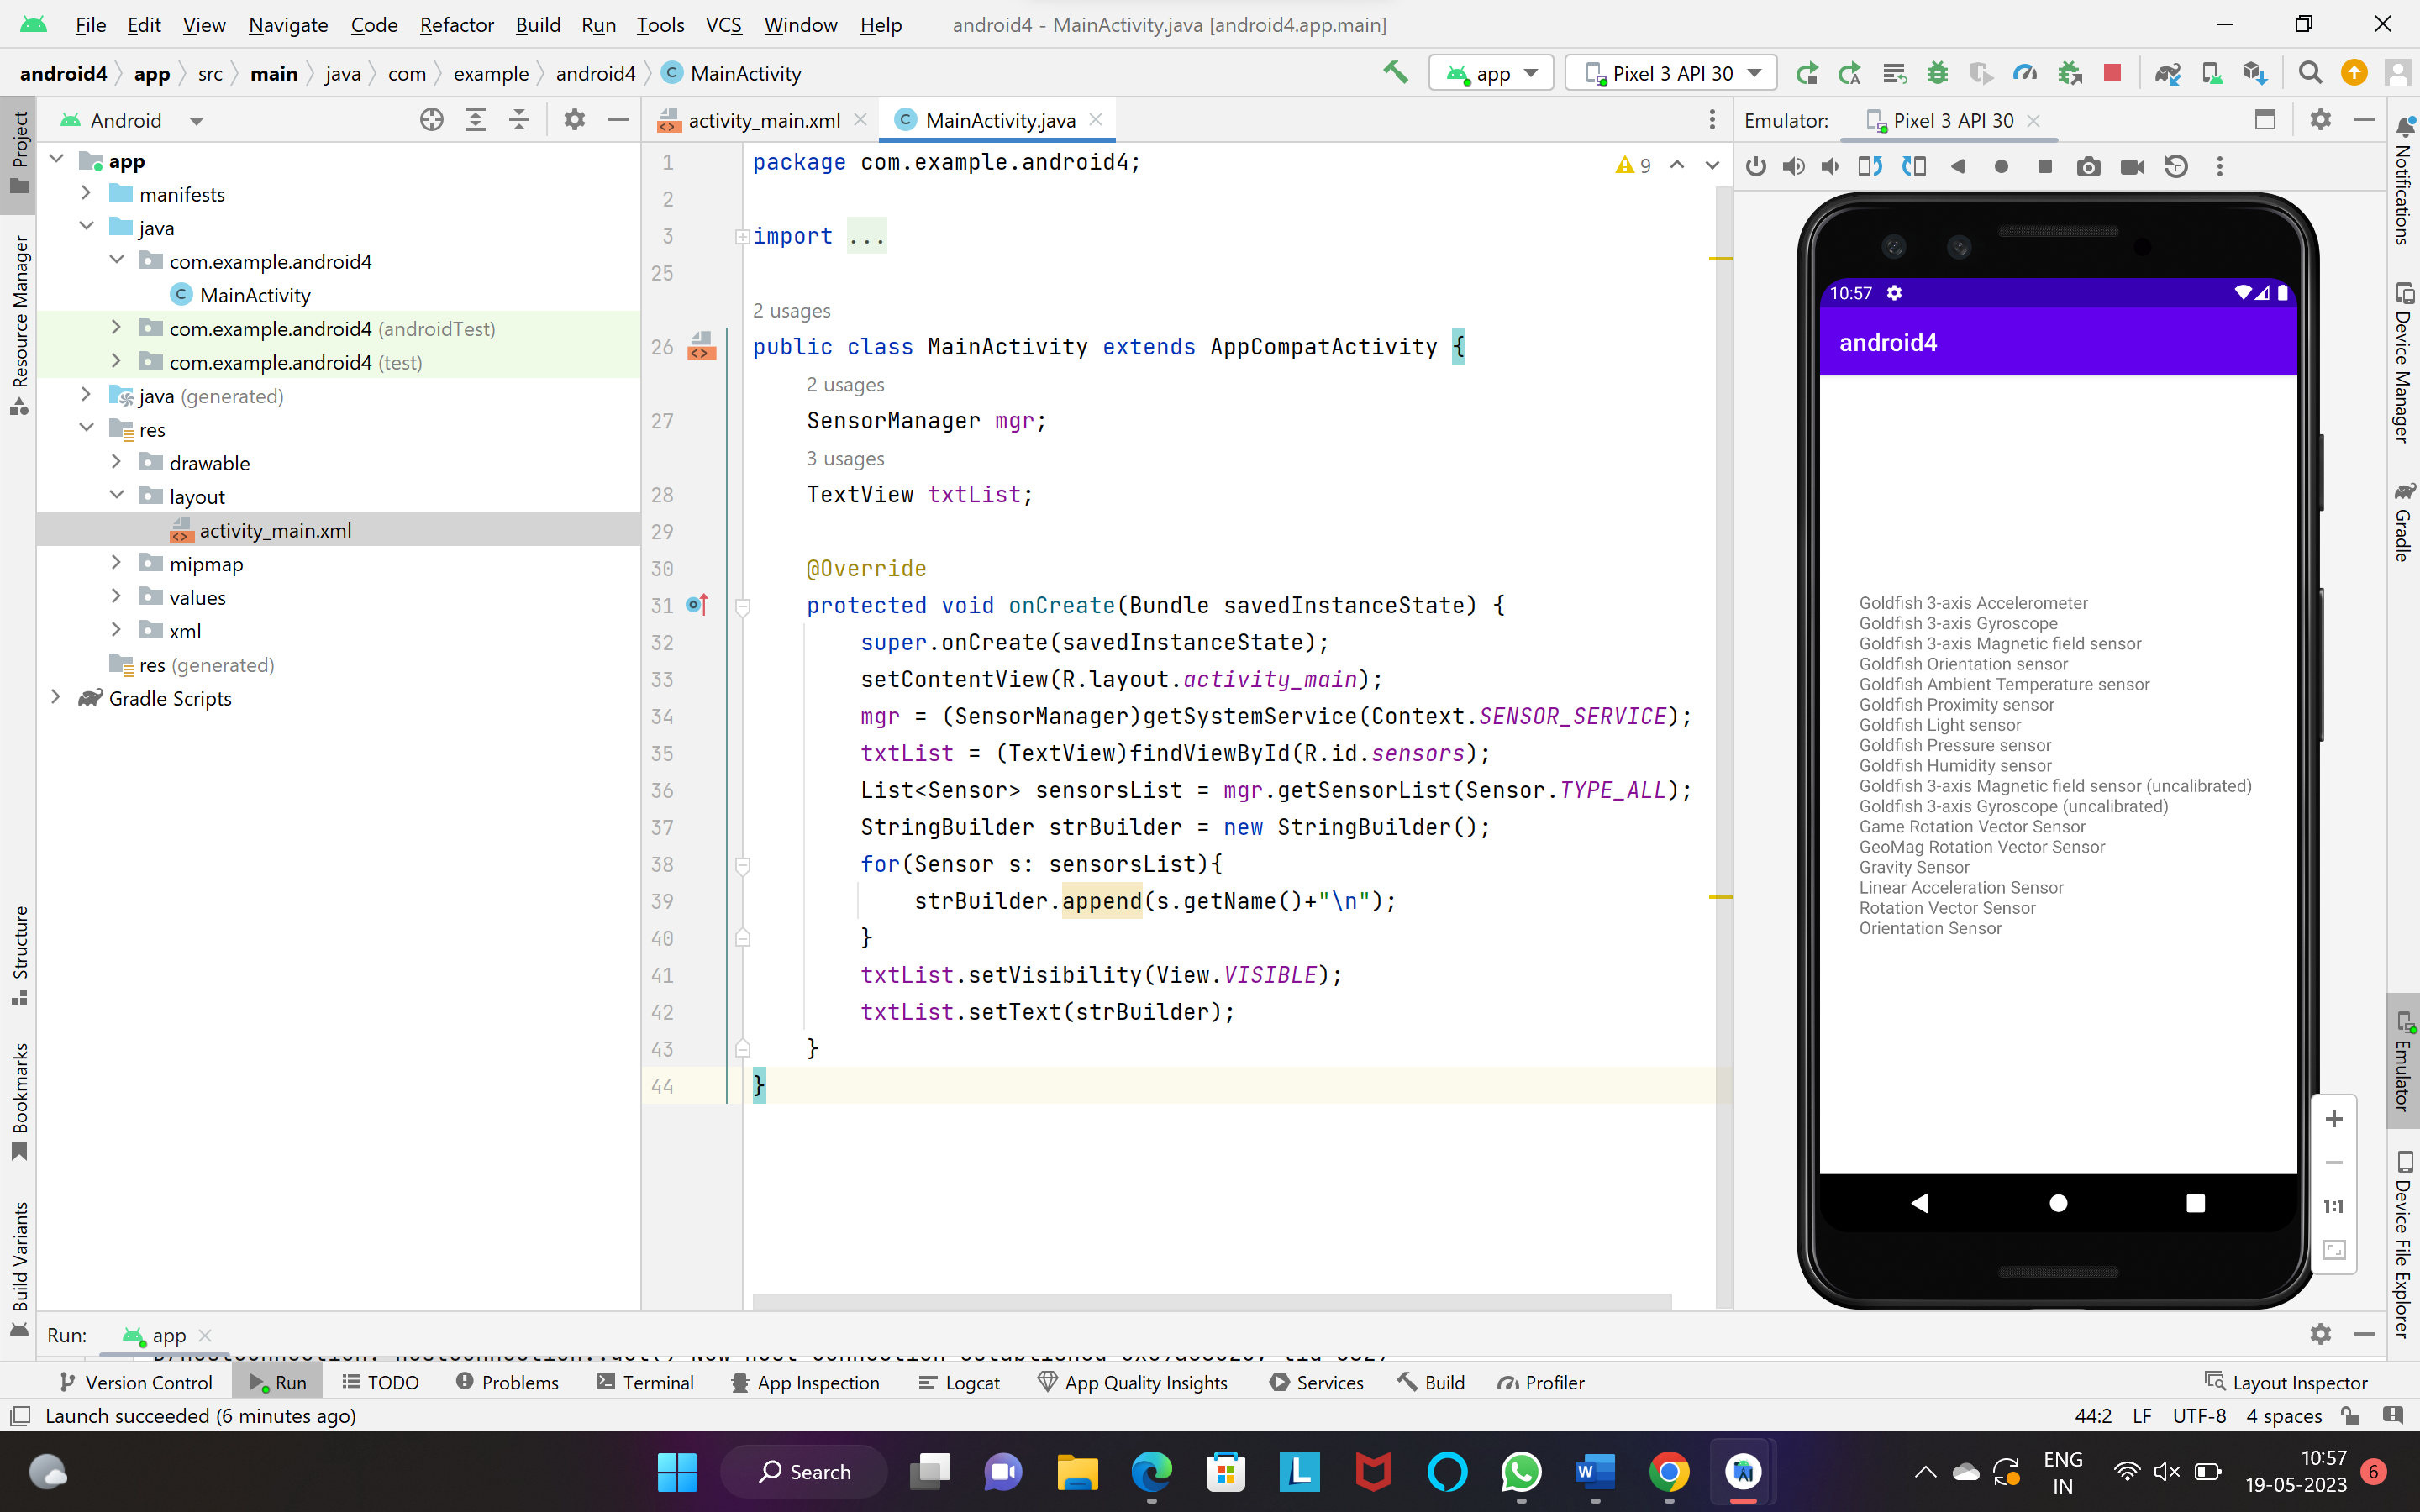 File Edit View Navigate Code Refactor Build Run Tools VCS Window Help android4 - MainActivity.java [android4.app.main]
android4 app src main java com example android4 C MainActivity app Pixel 3 API 30
Project
Resource Manager
Structure
Bookmarks
Build Variants
Android
app
manifests
java
com.example.android4
C MainActivity
com.example.android4 (androidTest)
com.example.android4 (test)
java (generated)
res
drawable
layout
activity_main.xml
mipmap
values
xml
res (generated)
Gradle Scripts
activity_main.xml C MainActivity.java
9
1 package com.example.android4;
2
3 import ...
25
2 usages
26 public class MainActivity extends AppCompatActivity {
2 usages
27 SensorManager mgr;
3 usages
28 TextView txtList;
29
30 @Override
31 protected void onCreate(Bundle savedInstanceState) {
32 super.onCreate(savedInstanceState);
33 setContentView(R.layout.activity_main);
34 mgr = (SensorManager)getSystemService(Context.SENSOR_SERVICE);
35 txtList = (TextView)findViewById(R.id.sensors);
36 List<Sensor> sensorsList = mgr.getSensorList(Sensor.TYPE_ALL);
37 StringBuilder strBuilder = new StringBuilder();
38 for(Sensor s: sensorsList){
39 strBuilder.append(s.getName()+"\n");
40 }
41 txtList.setVisibility(View.VISIBLE);
42 txtList.setText(strBuilder);
43 }
44 }
Emulator: Pixel 3 API 30
10:57
android4
Goldfish 3-axis Accelerometer
Goldfish 3-axis Gyroscope
Goldfish 3-axis Magnetic field sensor
Goldfish Orientation sensor
Goldfish Ambient Temperature sensor
Goldfish Proximity sensor
Goldfish Light sensor
Goldfish Pressure sensor
Goldfish Humidity sensor
Goldfish 3-axis Magnetic field sensor (uncalibrated)
Goldfish 3-axis Gyroscope (uncalibrated)
Game Rotation Vector Sensor
GeoMag Rotation Vector Sensor
Gravity Sensor
Linear Acceleration Sensor
Rotation Vector Sensor
Orientation Sensor
1:1
Notifications
Device Manager
Gradle
Emulator
Device File Explorer
Run: app
Version Control Run TODO Problems Terminal App Inspection Logcat App Quality Insights Services Build Profiler Layout Inspector
Launch succeeded (6 minutes ago) 44:2 LF UTF-8 4 spaces
Search
L
W
ENG
IN
10:57
19-05-2023
6